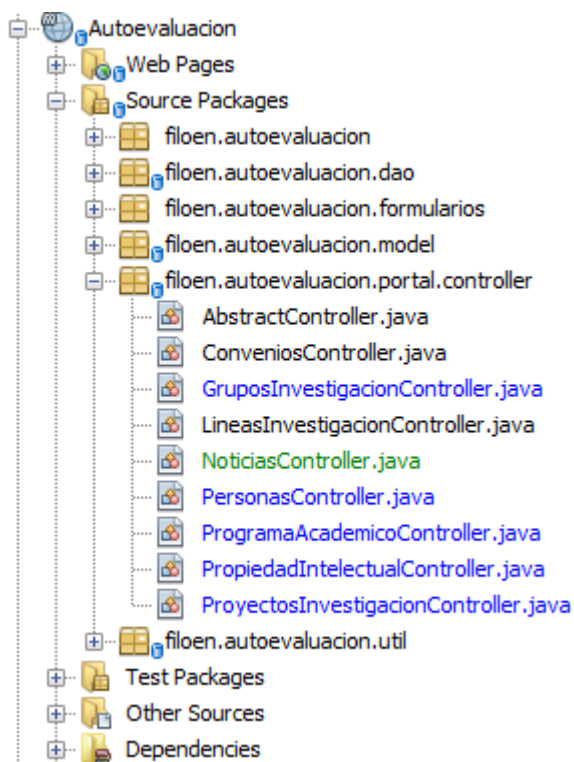 Autoevaluacion
Web Pages
Source Packages
filoen.autoevaluacion
filoen.autoevaluacion.dao
filoen.autoevaluacion.formularios
filoen.autoevaluacion.model
filoen.autoevaluacion.portal.controller
AbstractController.java
ConveniosController.java
GruposInvestigacionController.java
LineasInvestigacionController.java
NoticiasController.java
PersonasController.java
ProgramaAcademicoController.java
PropiedadIntelectualController.java
ProyectosInvestigacionController.java
filoen.autoevaluacion.util
Test Packages
Other Sources
Dependencies